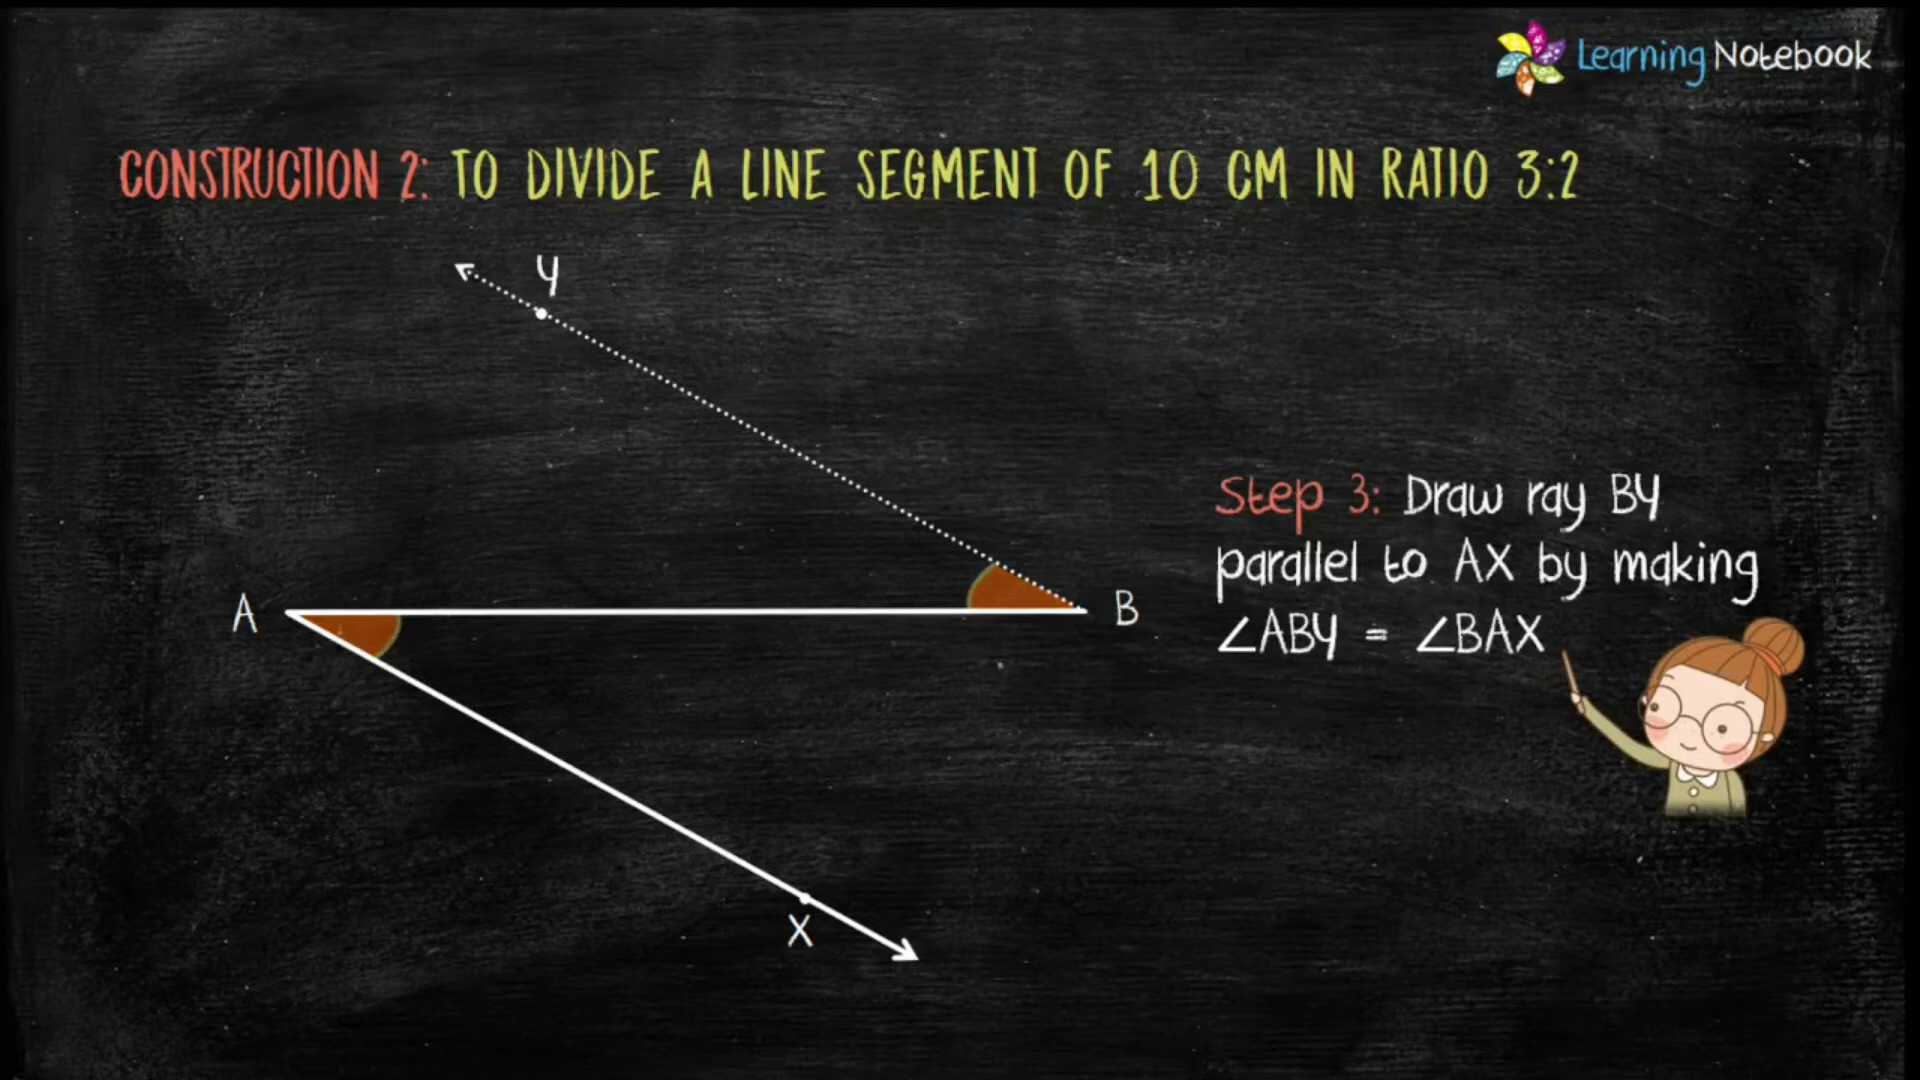 Learning Notebook
CONSTRUCTION 2: TO DIVIDE A LINE SEGMENT OF 10 CM IN RATIO 3:2
Y
Step 3: Draw ray BY
parallel to AX by making
∠ABY = ∠BAX
A
B
X